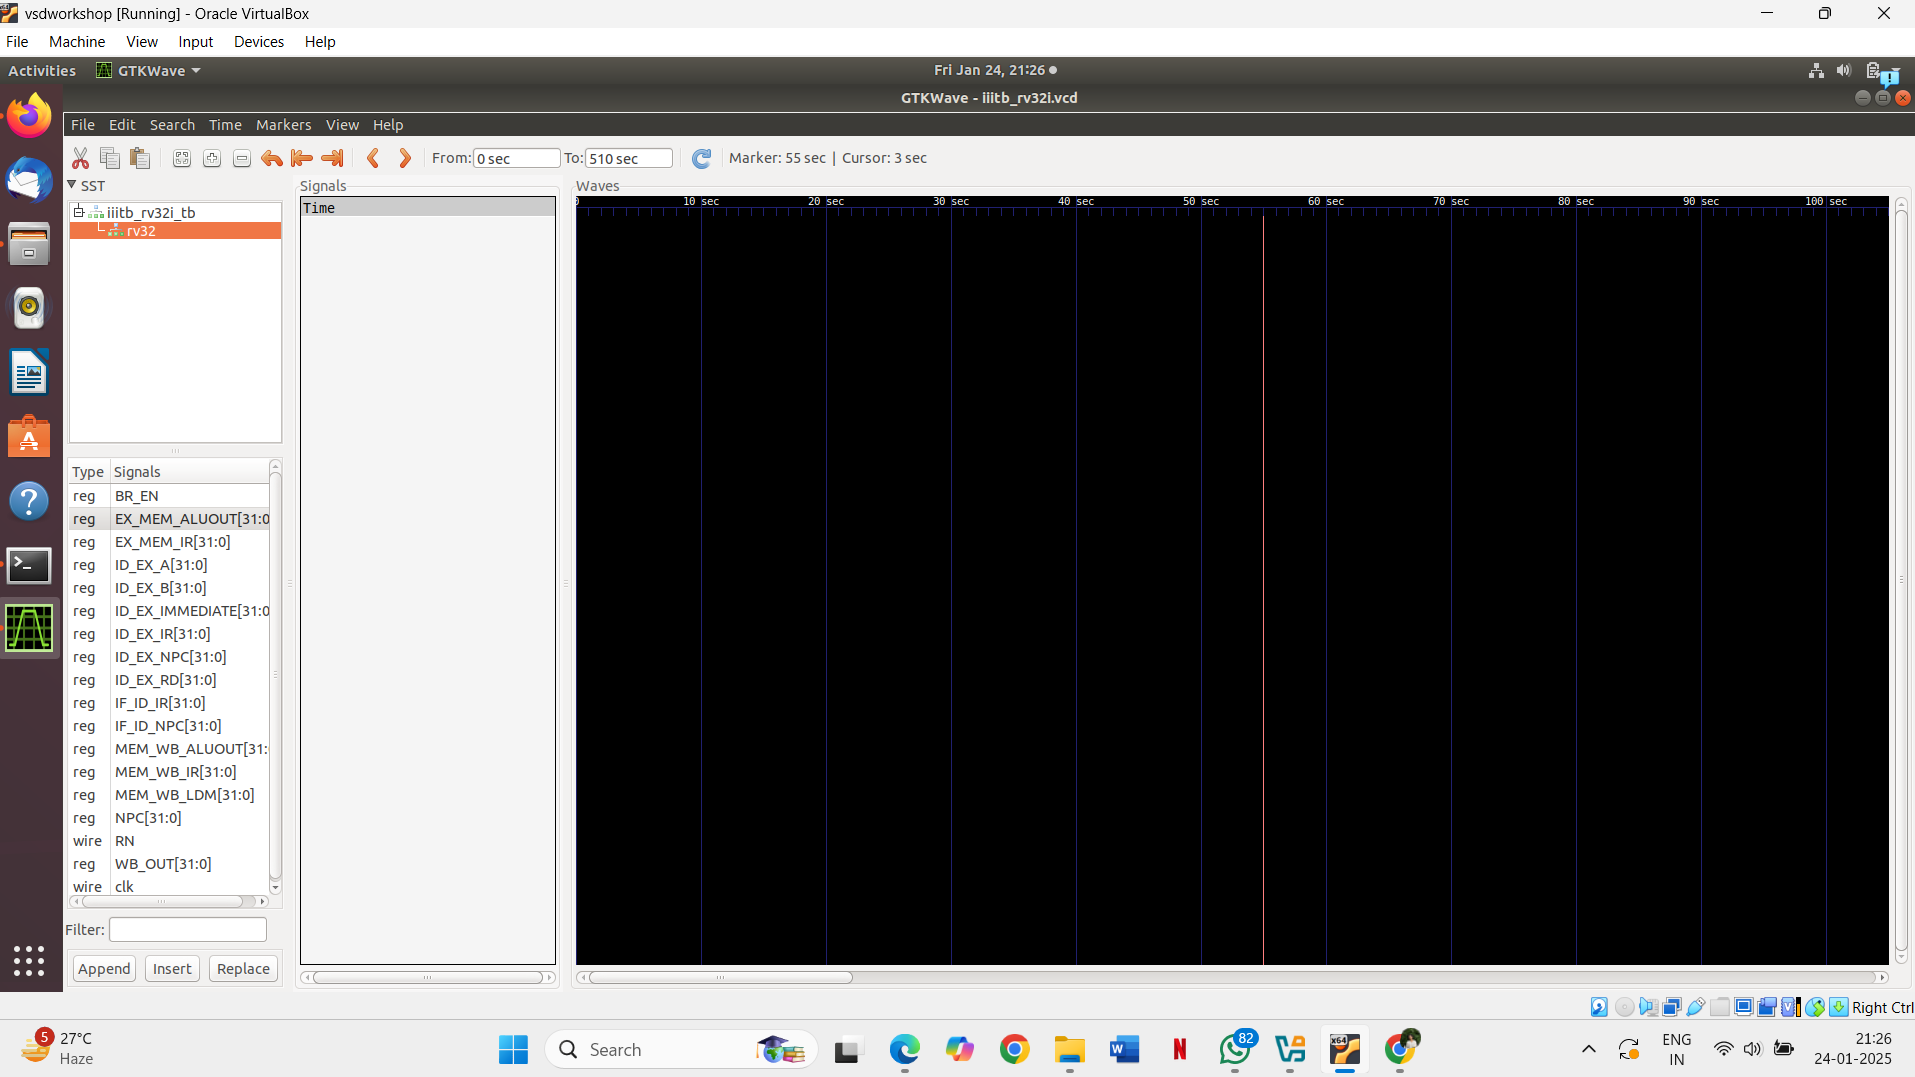 vsdworkshop [Running] - Oracle VirtualBox
File Machine View Input Devices Help
Activities GTKWave Fri Jan 24, 21:26
GTKWave - iiitb_rv32i.vcd
File Edit Search Time Markers View Help
From: 0 sec To: 510 sec Marker: 55 sec | Cursor: 3 sec
SST
iiitb_rv32i_tb
rv32
Type Signals
reg BR_EN
reg EX_MEM_ALUOUT[31:0
reg EX_MEM_IR[31:0]
reg ID_EX_A[31:0]
reg ID_EX_B[31:0]
reg ID_EX_IMMEDIATE[31:0
reg ID_EX_IR[31:0]
reg ID_EX_NPC[31:0]
reg ID_EX_RD[31:0]
reg IF_ID_IR[31:0]
reg IF_ID_NPC[31:0]
reg MEM_WB_ALUOUT[31:
reg MEM_WB_IR[31:0]
reg MEM_WB_LDM[31:0]
reg NPC[31:0]
wire RN
reg WB_OUT[31:0]
wire clk
Filter:
Append Insert Replace
Signals
Time
Waves
10 sec 20 sec 30 sec 40 sec 50 sec 60 sec 70 sec 80 sec 90 sec 100 sec
Right Ctrl
5
27°C
Haze
Search
W
N
82
x64
ENG
IN
21:26
24-01-2025